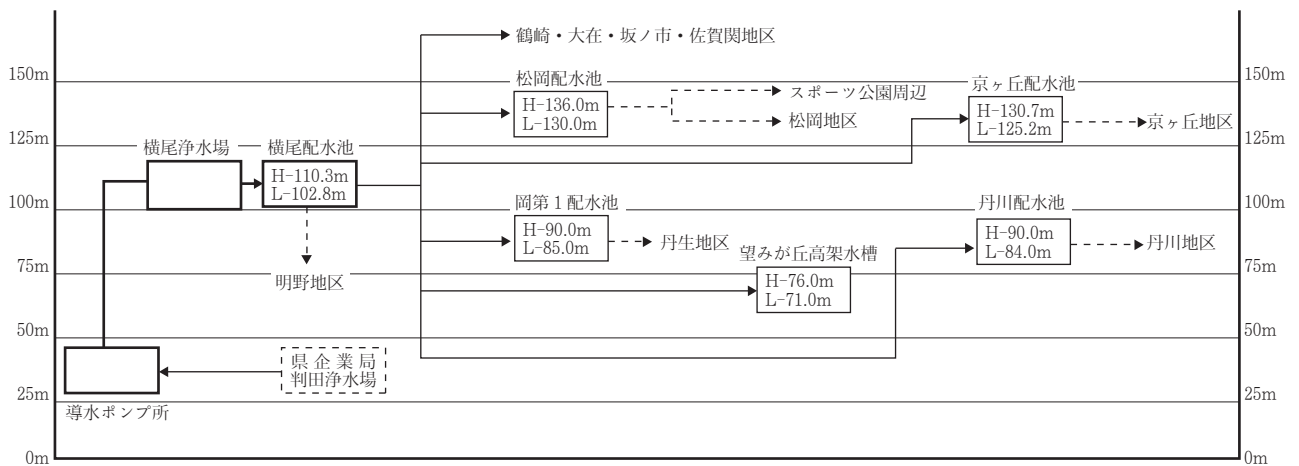 鶴崎・大在・坂ノ市・佐賀関地区
150m
150m
松岡配水池
京ヶ丘配水池
H-136.0m
L-130.0m
スポーツ公園周辺
松岡地区
H-130.7m
L-125.2m
京ヶ丘地区
125m
125m
横尾浄水場
横尾配水池
H-110.3m
L-102.8m
100m
100m
岡第1配水池
丹川配水池
H-90.0m
L-85.0m
丹生地区
H-90.0m
L-84.0m
丹川地区
望みが丘高架水槽
75m
75m
明野地区
H-76.0m
L-71.0m
50m
50m
県企業局
判田浄水場
25m
25m
導水ポンプ所
0m
0m